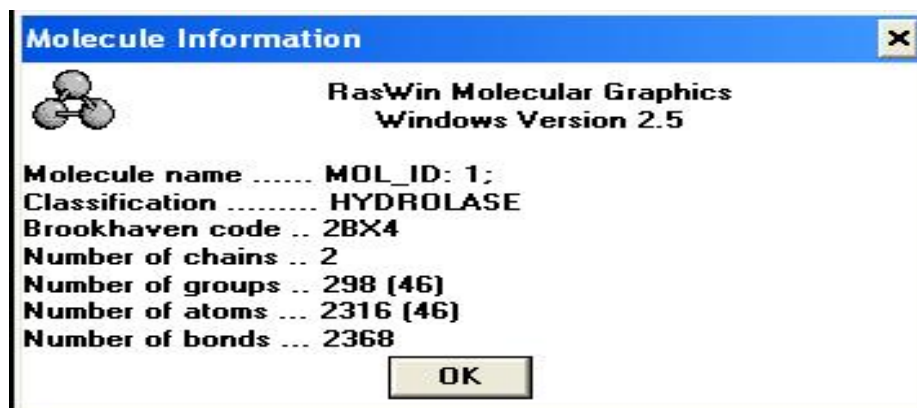 Molecule Information
RasWin Molecular Graphics
Windows Version 2.5
Molecule name ...... MOL_ID: 1;
Classification ......... HYDROLASE
Brookhaven code .. 2BX4
Number of chains .. 2
Number of groups .. 298 (46)
Number of atoms ... 2316 (46)
Number of bonds ... 2368
OK